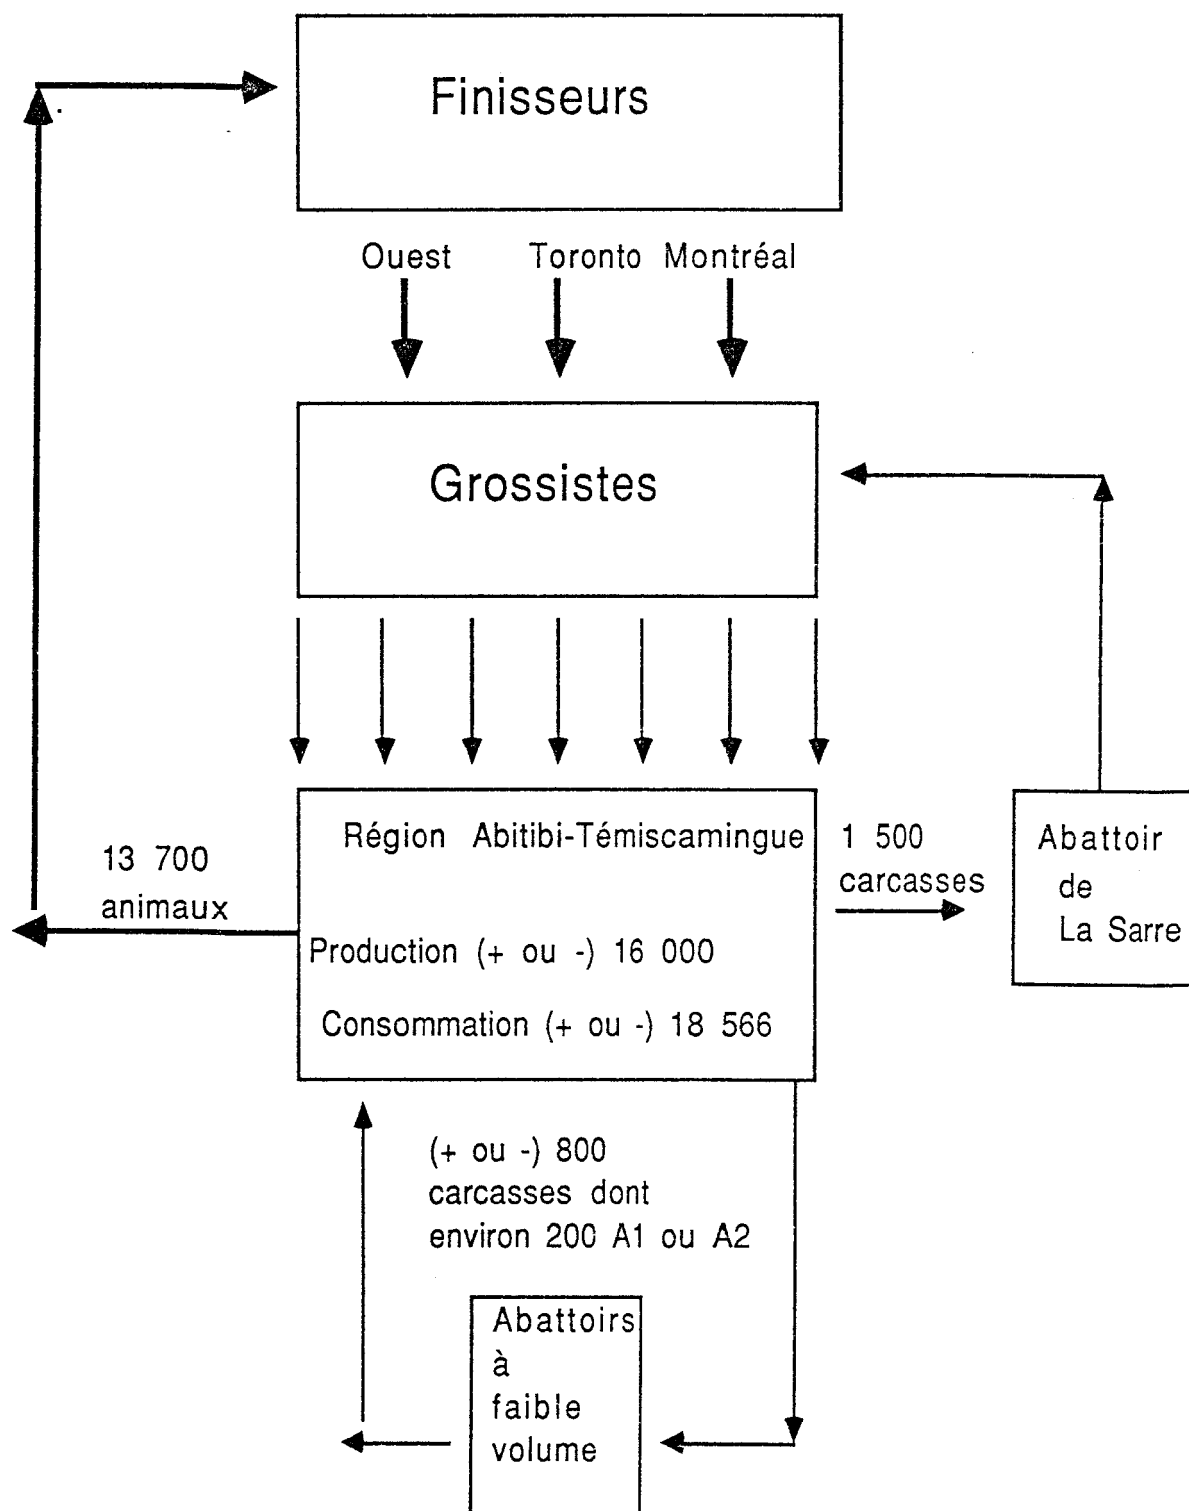 Finisseurs
Ouest Toronto Montréal
Grossistes
Région Abitibi-Témiscamingue
Production (+ ou -) 16 000
Consommation (+ ou -) 18 566
13 700
animaux
1 500
carcasses
Abattoir
de
La Sarre
(+ ou -) 800
carcasses dont
environ 200 A1 ou A2
Abattoirs
à
faible
volume